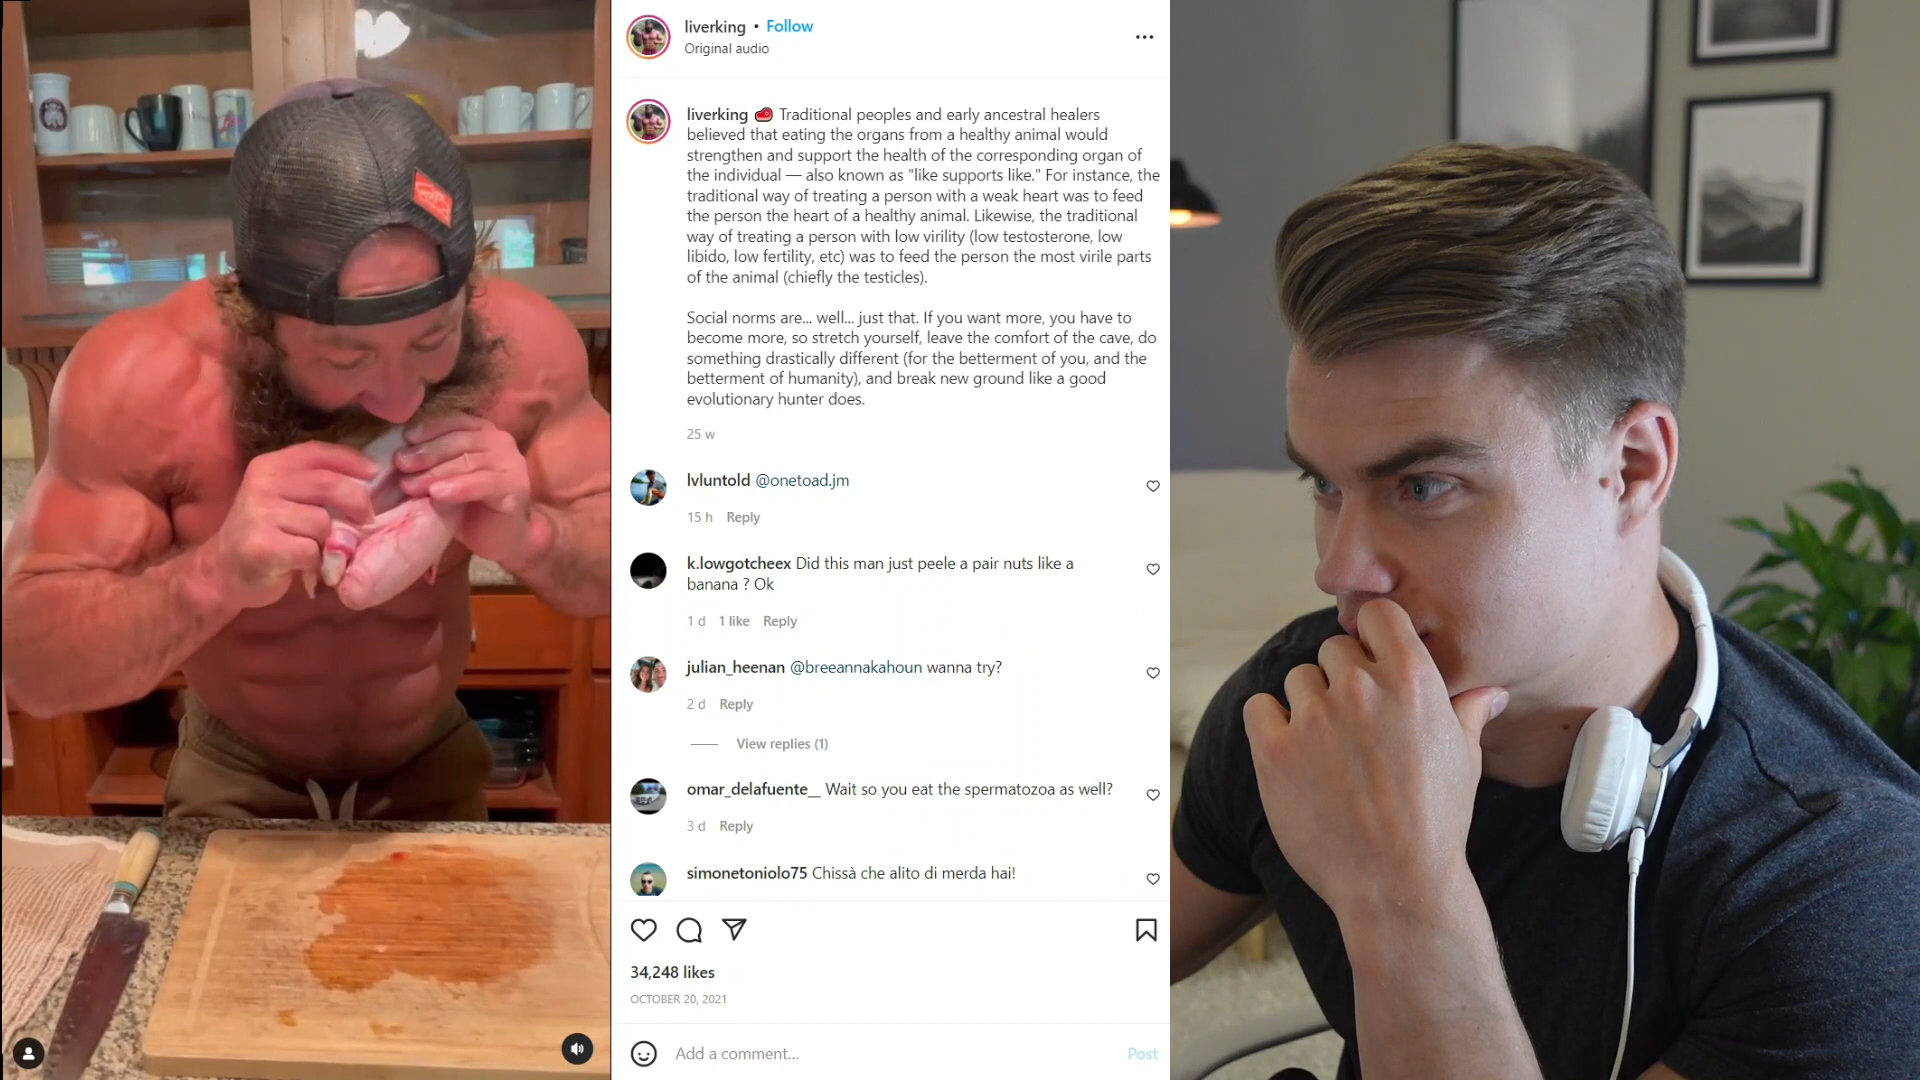 liverking • Follow
Original audio
liverking 🥩 Traditional peoples and early ancestral healers
believed that eating the organs from a healthy animal would
strengthen and support the health of the corresponding organ of
the individual — also known as "like supports like." For instance, the
traditional way of treating a person with a weak heart was to feed
the person the heart of a healthy animal. Likewise, the traditional
way of treating a person with low virility (low testosterone, low
libido, low fertility, etc) was to feed the person the most virile parts
of the animal (chiefly the testicles).
Social norms are... well... just that. If you want more, you have to
become more, so stretch yourself, leave the comfort of the cave, do
something drastically different (for the betterment of you, and the
betterment of humanity), and break new ground like a good
evolutionary hunter does.
25 w
lvluntold @onetoad.jm
15 h Reply
k.lowgotcheex Did this man just peele a pair nuts like a
banana ? Ok
1 d 1 like Reply
julian_heenan @breeannakahoun wanna try?
2 d Reply
View replies (1)
omar_delafuente__ Wait so you eat the spermatozoa as well?
3 d Reply
simonetoniolo75 Chissà che alito di merda hai!
34,248 likes
OCTOBER 20, 2021
Add a comment... Post